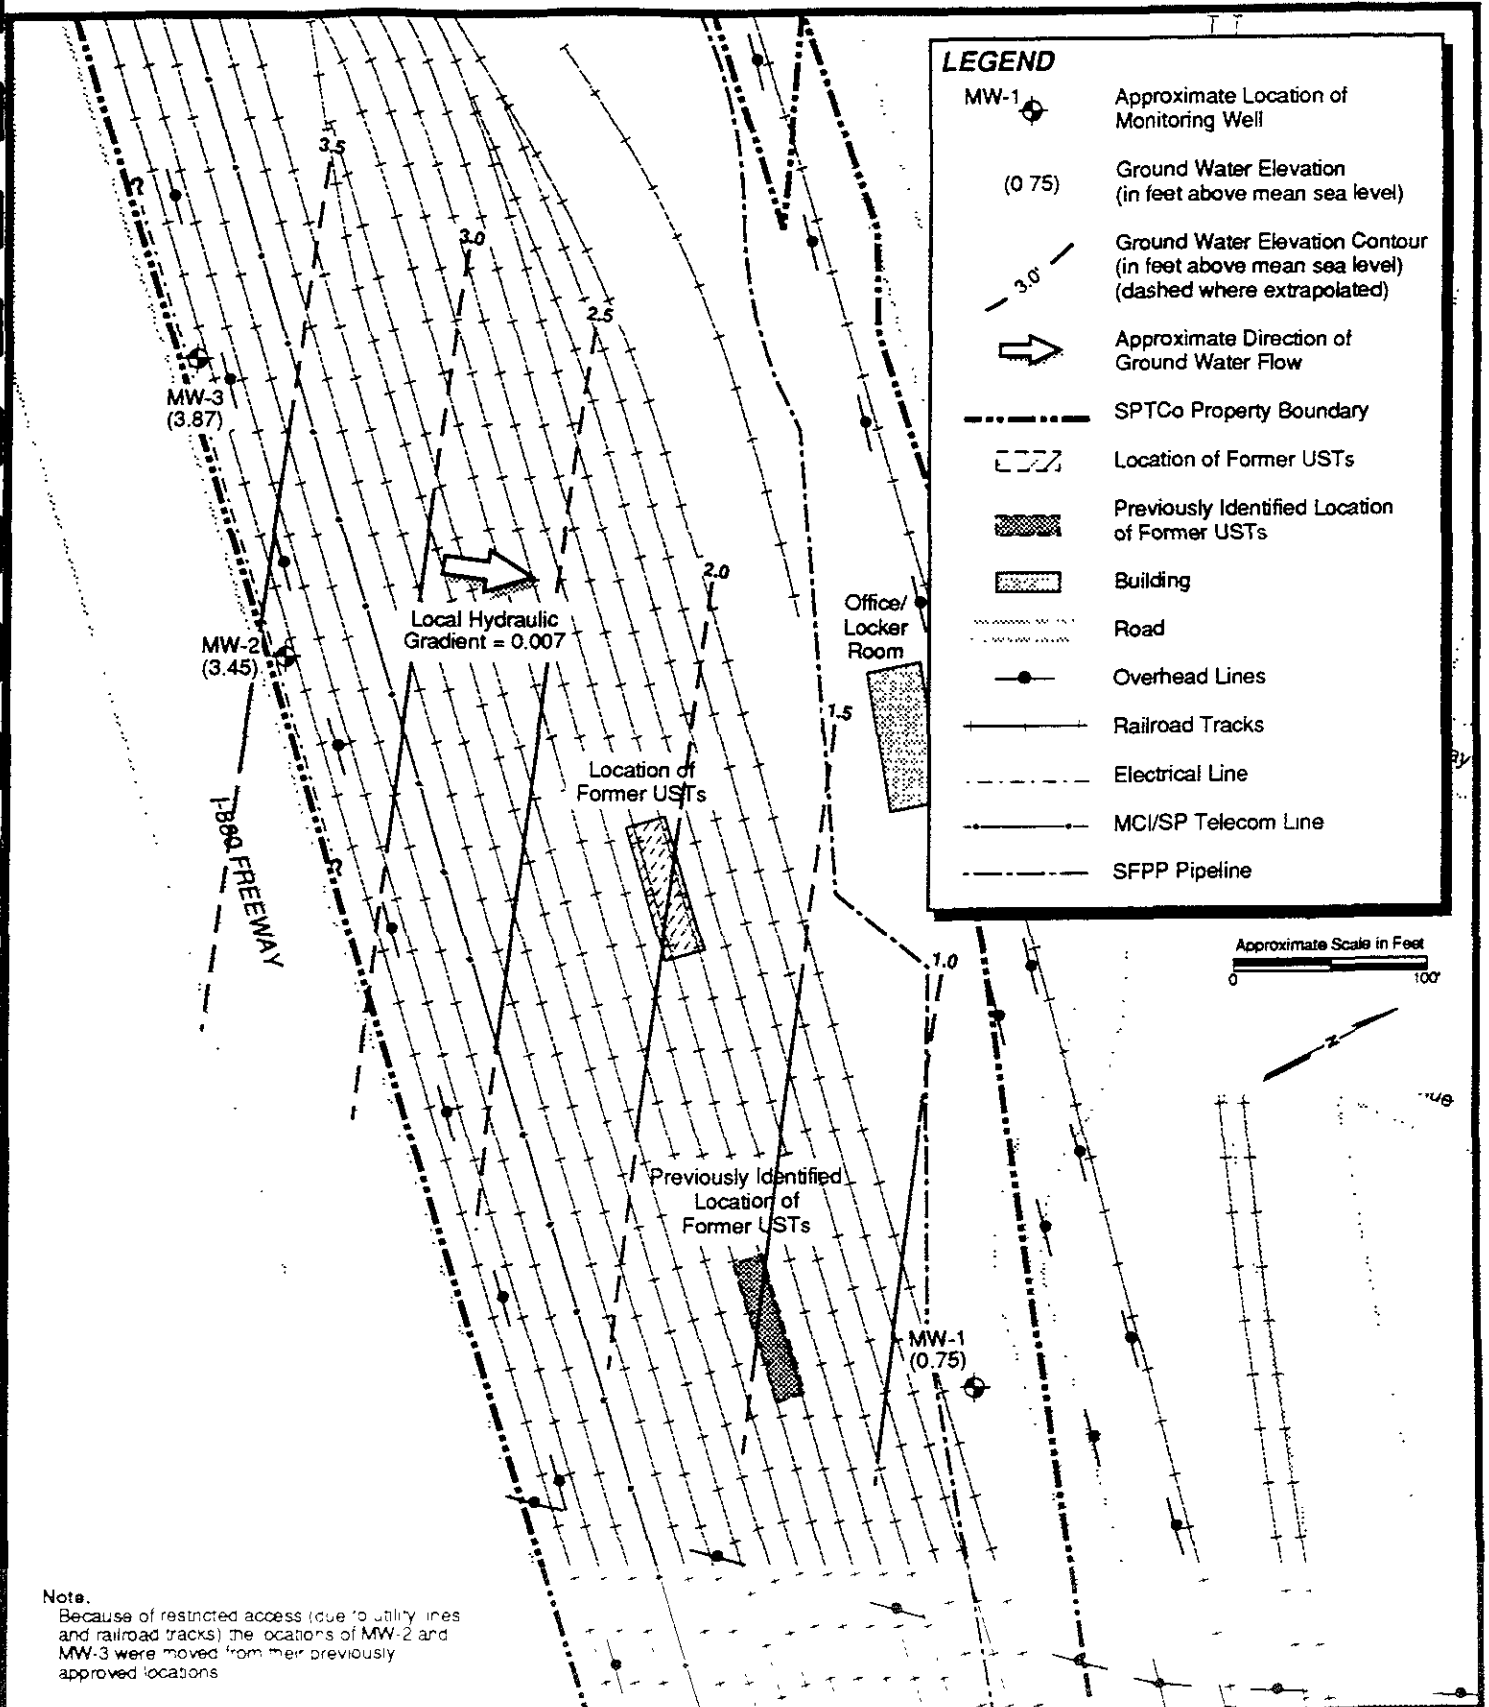 LEGEND
MW-1
Approximate Location of
Monitoring Well
(0 75)
Ground Water Elevation
(in feet above mean sea level)
3.0'
Ground Water Elevation Contour
(in feet above mean sea level)
(dashed where extrapolated)
Approximate Direction of
Ground Water Flow
SPTCo Property Boundary
Location of Former USTs
Previously Identified Location
of Former USTs
Building
Road
Overhead Lines
Railroad Tracks
Electrical Line
MCI/SP Telecom Line
SFPP Pipeline
Approximate Scale in Feet
0
100'
N
3.5
3.0
2.5
2.0
1.5
1.0
?
?
MW-3
(3.87)
MW-2
(3.45)
Local Hydraulic
Gradient = 0.007
Office/
Locker
Room
Location of
Former USTs
I-880 FREEWAY
Previously Identified
Location of
Former USTs
MW-1
(0.75)
Note.
Because of restricted access (due to utility lines
and railroad tracks) the locations of MW-2 and
MW-3 were moved from their previously
approved locations